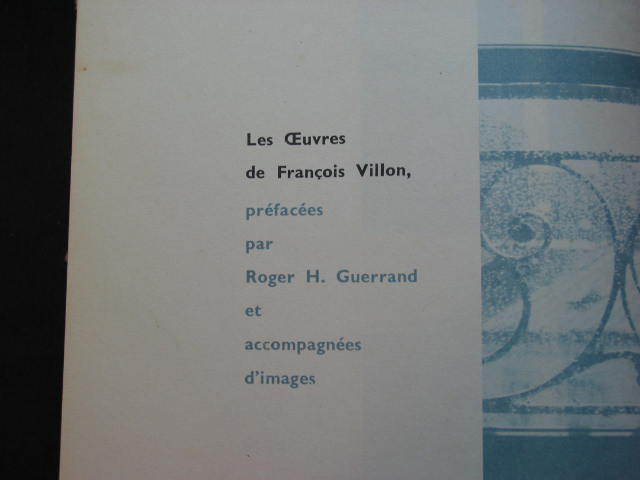 Les Œuvres
de François Villon,
préfacées
par
Roger H. Guerrand
et
accompagnées
d'images